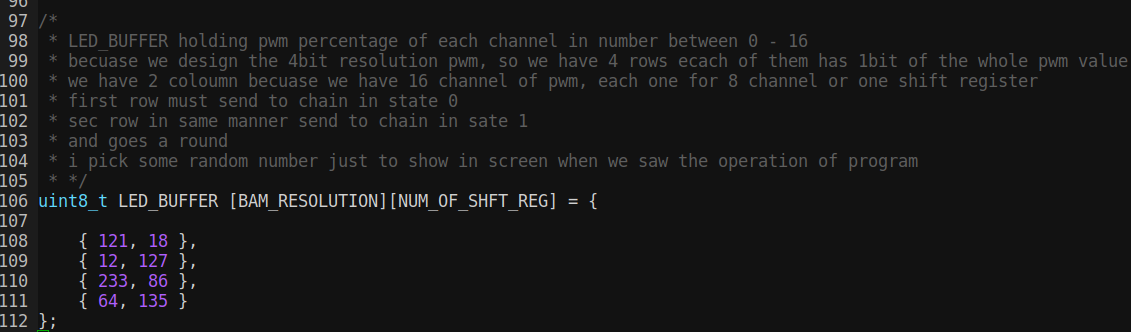 96
97 /*
98  * LED_BUFFER holding pwm percentage of each channel in number between 0 - 16
99  * becuase we design the 4bit resolution pwm, so we have 4 rows ecach of them has 1bit of the whole pwm value
100  * we have 2 coloumn becuase we have 16 channel of pwm, each one for 8 channel or one shift register
101  * first row must send to chain in state 0
102  * sec row in same manner send to chain in sate 1
103  * and goes a round
104  * i pick some random number just to show in screen when we saw the operation of program
105  * */
106 uint8_t LED_BUFFER [BAM_RESOLUTION][NUM_OF_SHFT_REG] = {
107
108     { 121, 18 },
109     { 12, 127 },
110     { 233, 86 },
111     { 64, 135 }
112 };